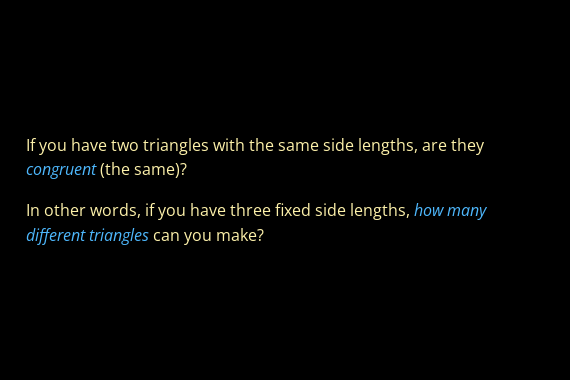 If you have two triangles with the same side lengths, are they
congruent (the same)?
In other words, if you have three fixed side lengths, how many
different triangles can you make?